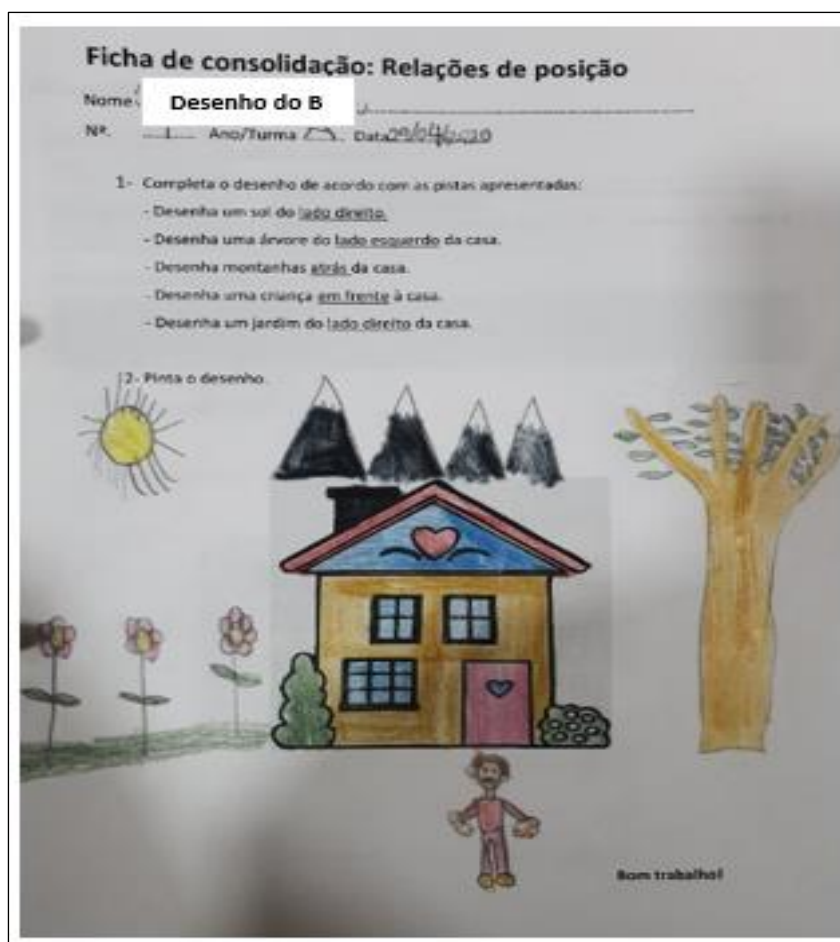 Ficha de consolidação: Relações de posição
Nome Desenho do B
Nº. 1 Ano/Turma Data
1- Completa o desenho de acordo com as pistas apresentadas:
- Desenha um sol do lado direito.
- Desenha uma árvore do lado esquerdo da casa.
- Desenha montanhas atrás da casa.
- Desenha uma criança em frente à casa.
- Desenha um jardim do lado direito da casa.
2- Pinta o desenho.
Bom trabalho!